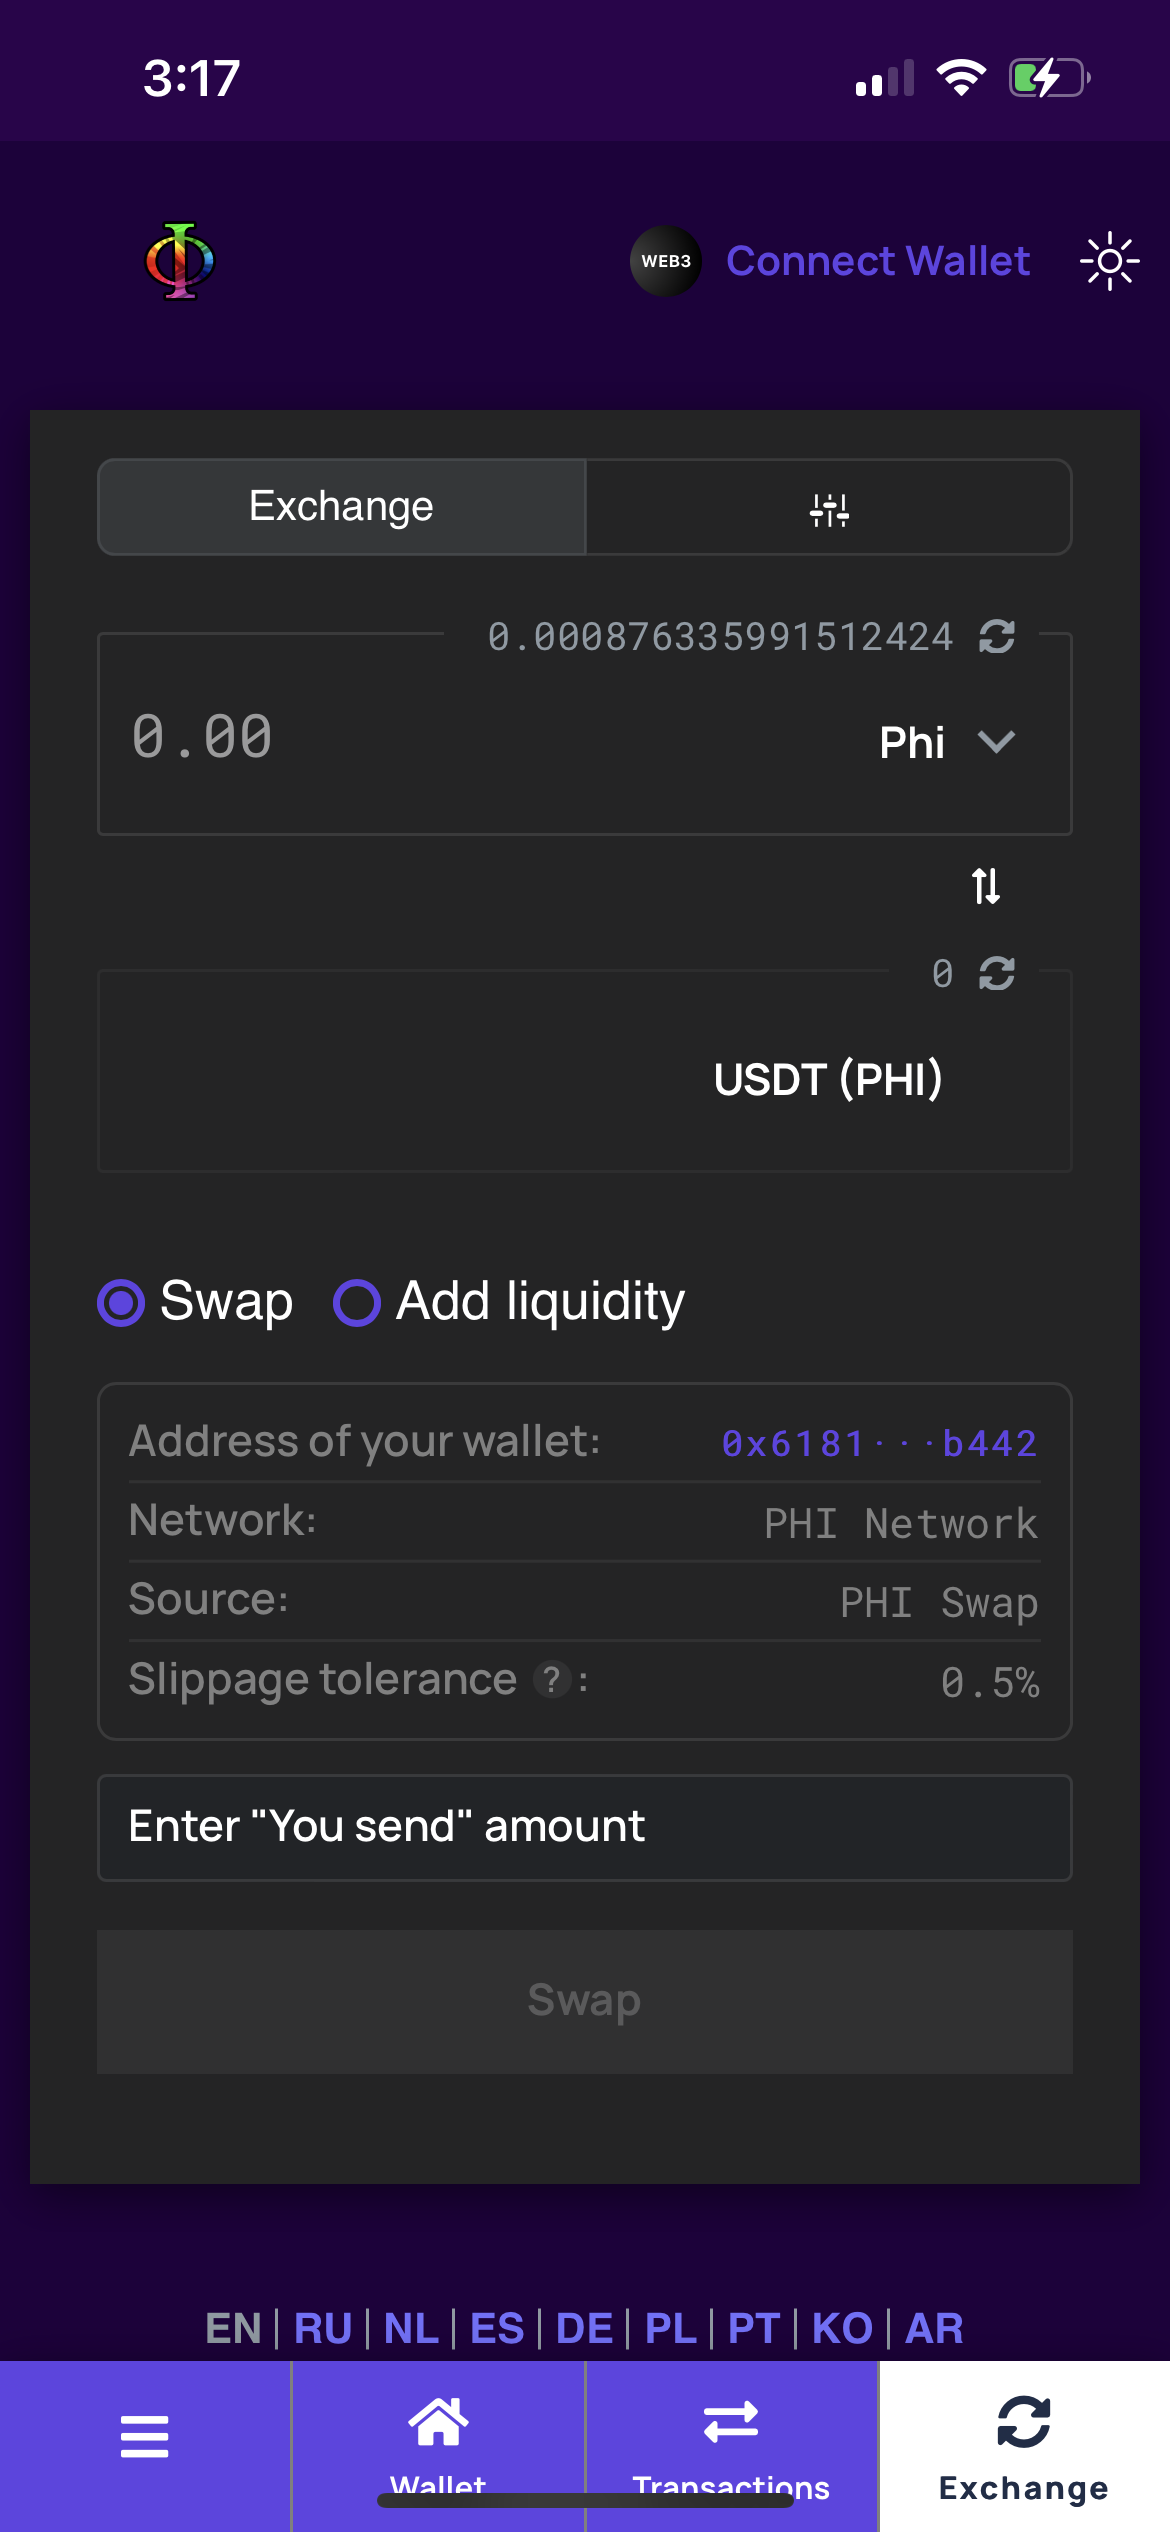 3:17
WEB3 Connect Wallet
Exchange
0.000876335991512424
0.00 Phi
0
USDT (PHI)
Swap Add liquidity
Address of your wallet: 0x6181···b442
Network: PHI Network
Source: PHI Swap
Slippage tolerance ? : 0.5%
Enter "You send" amount
Swap
EN | RU | NL | ES | DE | PL | PT | KO | AR
Wallet Transactions Exchange